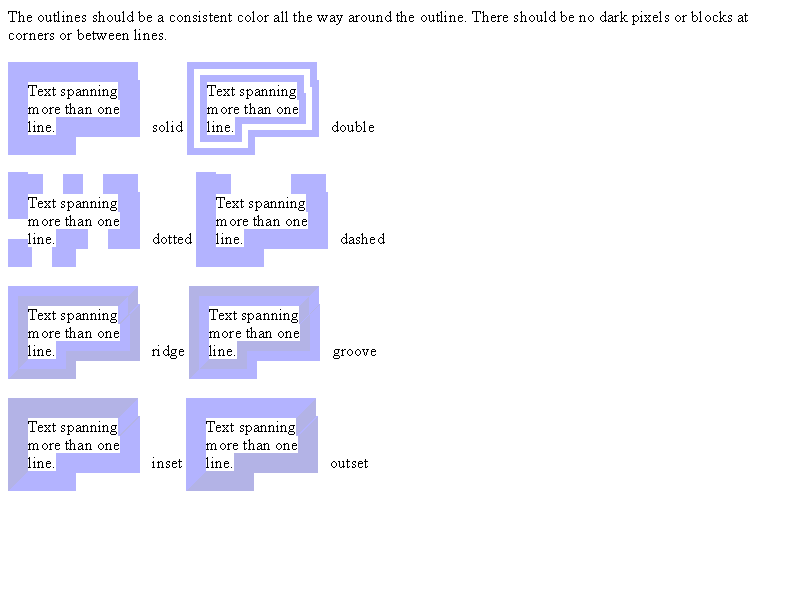 The outlines should be a consistent color all the way around the outline. There should be no dark pixels or blocks at
corners or between lines.
Text spanning
more than one
line.
solid
Text spanning
more than one
line.
double
Text spanning
more than one
line.
dotted
Text spanning
more than one
line.
dashed
Text spanning
more than one
line.
ridge
Text spanning
more than one
line.
groove
Text spanning
more than one
line.
inset
Text spanning
more than one
line.
outset